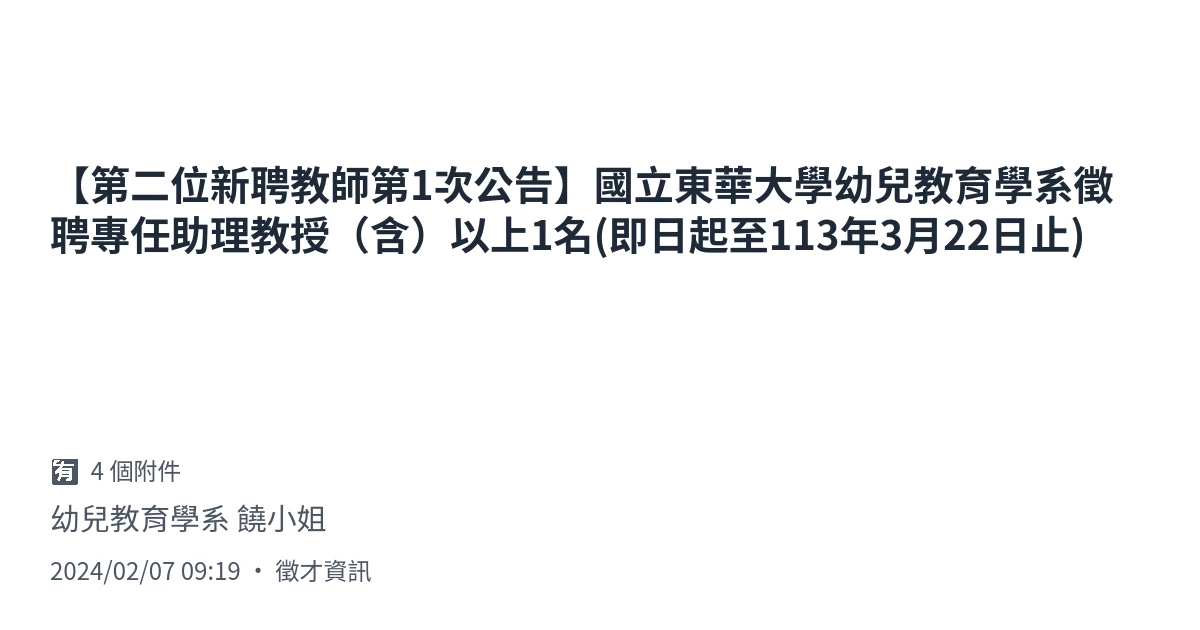 【第二位新聘教師第1次公告】國立東華大學幼兒教育學系徵
聘專任助理教授（含）以上1名(即日起至113年3月22日止)
🈶 4 個附件
幼兒教育學系 饒小姐
2024/02/07 09:19 • 徵才資訊